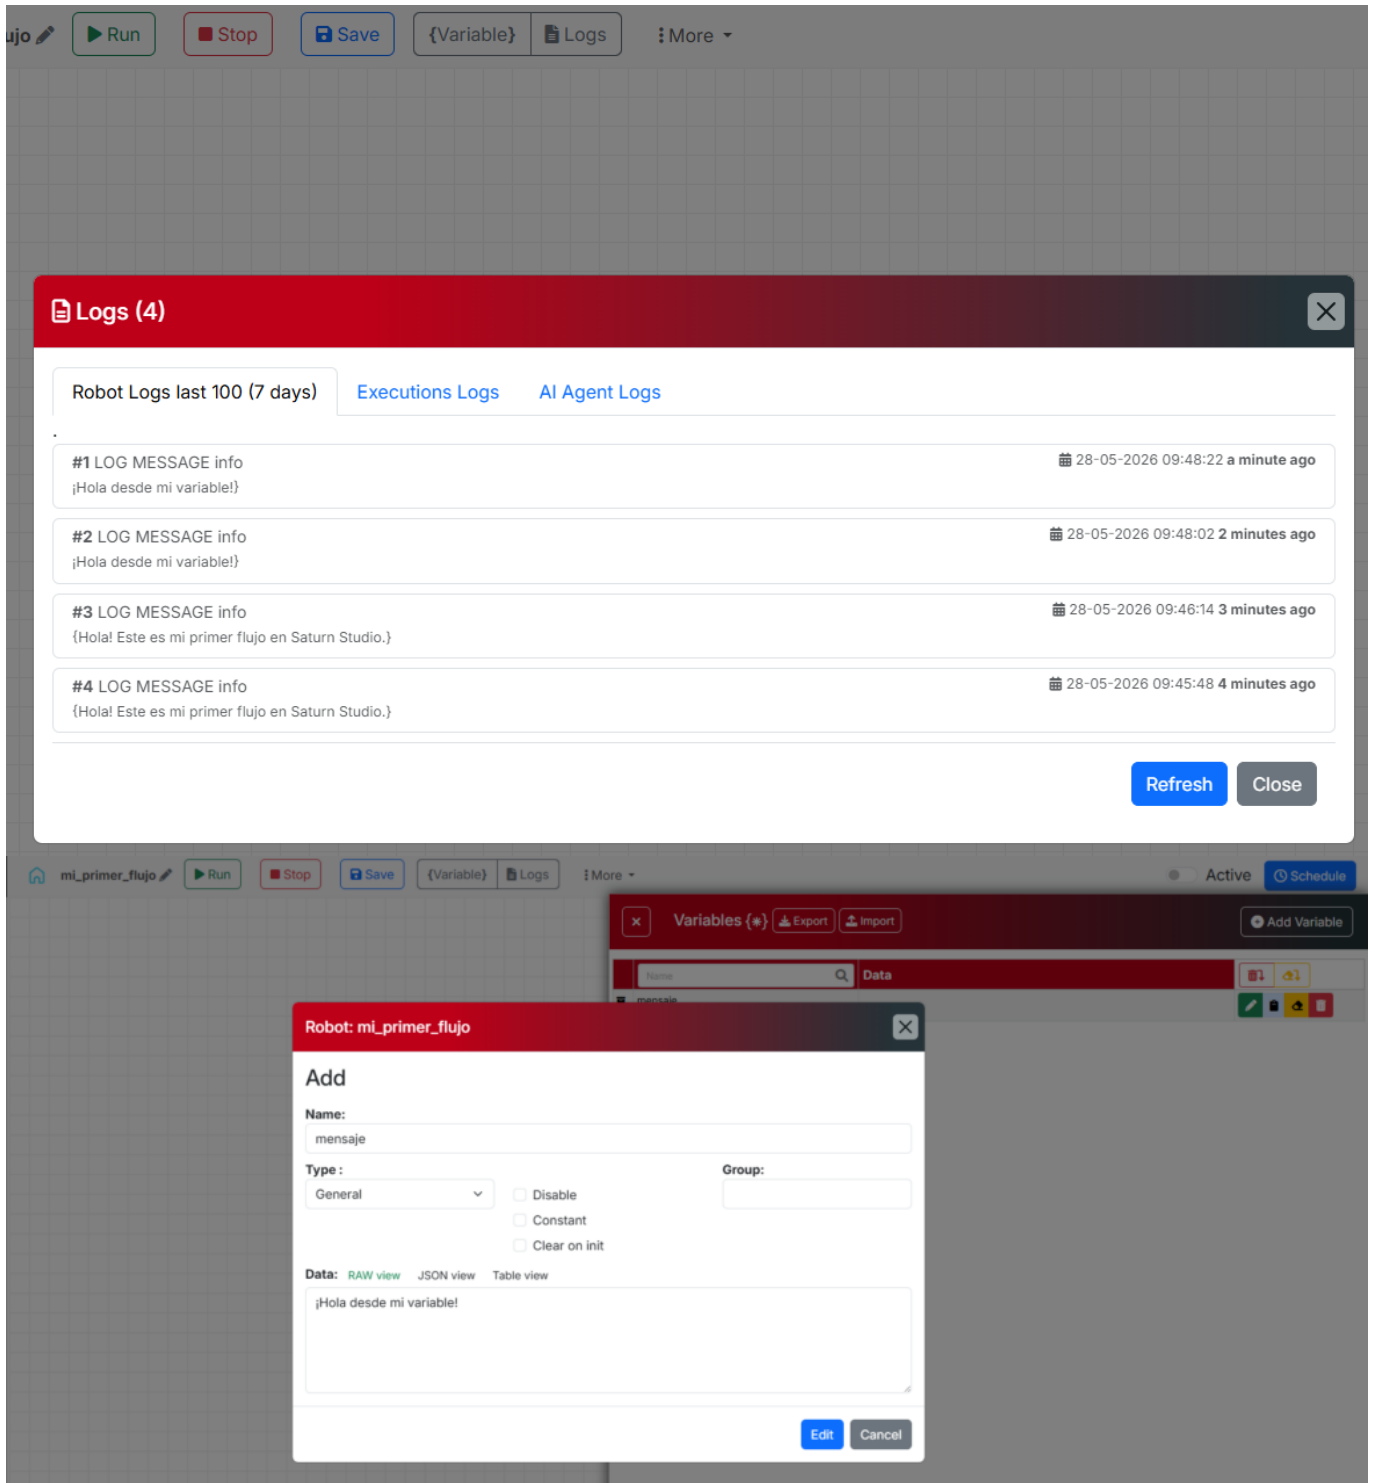 ujo Run Stop Save {Variable} Logs More
Logs (4)
Robot Logs last 100 (7 days) Executions Logs AI Agent Logs
.
#1 LOG MESSAGE info 28-05-2026 09:48:22 a minute ago
¡Hola desde mi variable!}
#2 LOG MESSAGE info 28-05-2026 09:48:02 2 minutes ago
¡Hola desde mi variable!}
#3 LOG MESSAGE info 28-05-2026 09:46:14 3 minutes ago
{Hola! Este es mi primer flujo en Saturn Studio.}
#4 LOG MESSAGE info 28-05-2026 09:45:48 4 minutes ago
{Hola! Este es mi primer flujo en Saturn Studio.}
Refresh Close
mi_primer_flujo Run Stop Save {Variable} Logs More Active Schedule
Variables {*} Export Import Add Variable
Name Data
mensaje
Robot: mi_primer_flujo
Add
Name:
mensaje
Type : Group:
General Disable
Constant
Clear on init
Data: RAW view JSON view Table view
¡Hola desde mi variable!
Edit Cancel